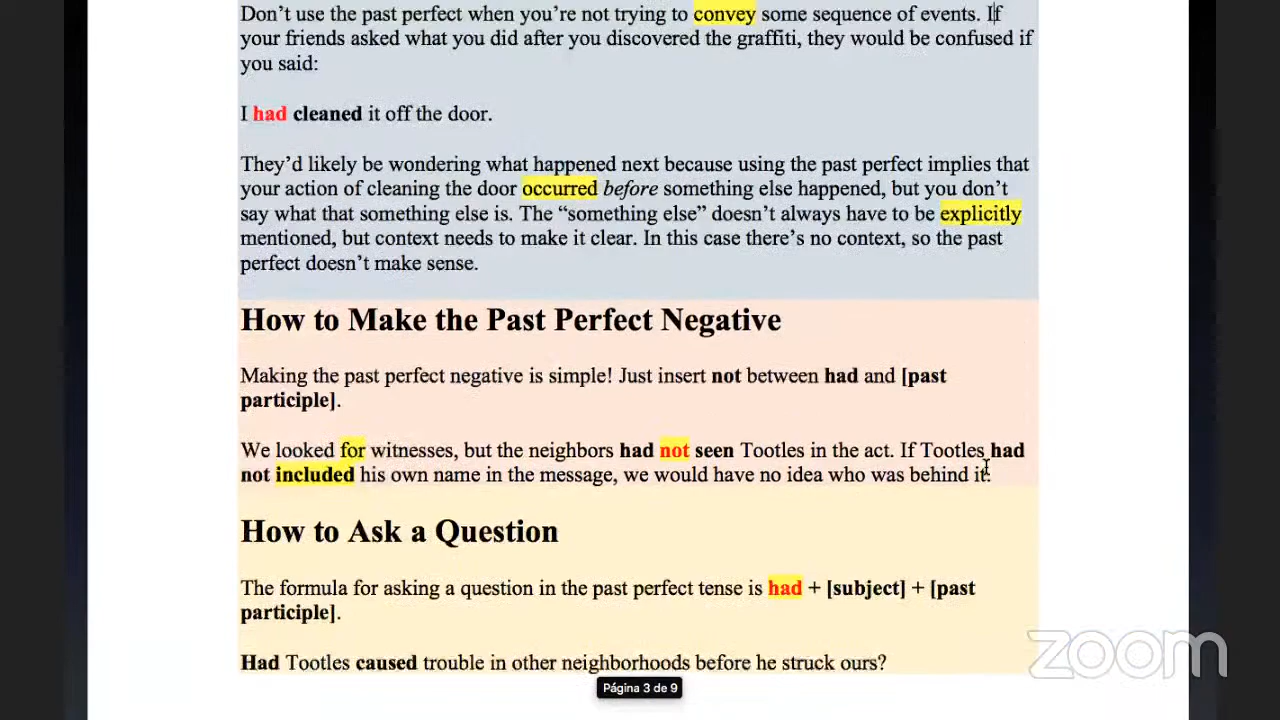 Don’t use the past perfect when you’re not trying to convey some sequence of events. If
your friends asked what you did after you discovered the graffiti, they would be confused if
you said:
I had cleaned it off the door.
They’d likely be wondering what happened next because using the past perfect implies that
your action of cleaning the door occurred before something else happened, but you don’t
say what that something else is. The “something else” doesn’t always have to be explicitly
mentioned, but context needs to make it clear. In this case there’s no context, so the past
perfect doesn’t make sense.
How to Make the Past Perfect Negative
Making the past perfect negative is simple! Just insert not between had and [past
participle].
We looked for witnesses, but the neighbors had not seen Tootles in the act. If Tootles had
not included his own name in the message, we would have no idea who was behind it.
How to Ask a Question
The formula for asking a question in the past perfect tense is had + [subject] + [past
participle].
Had Tootles caused trouble in other neighborhoods before he struck ours?
zoom
Página 3 de 9